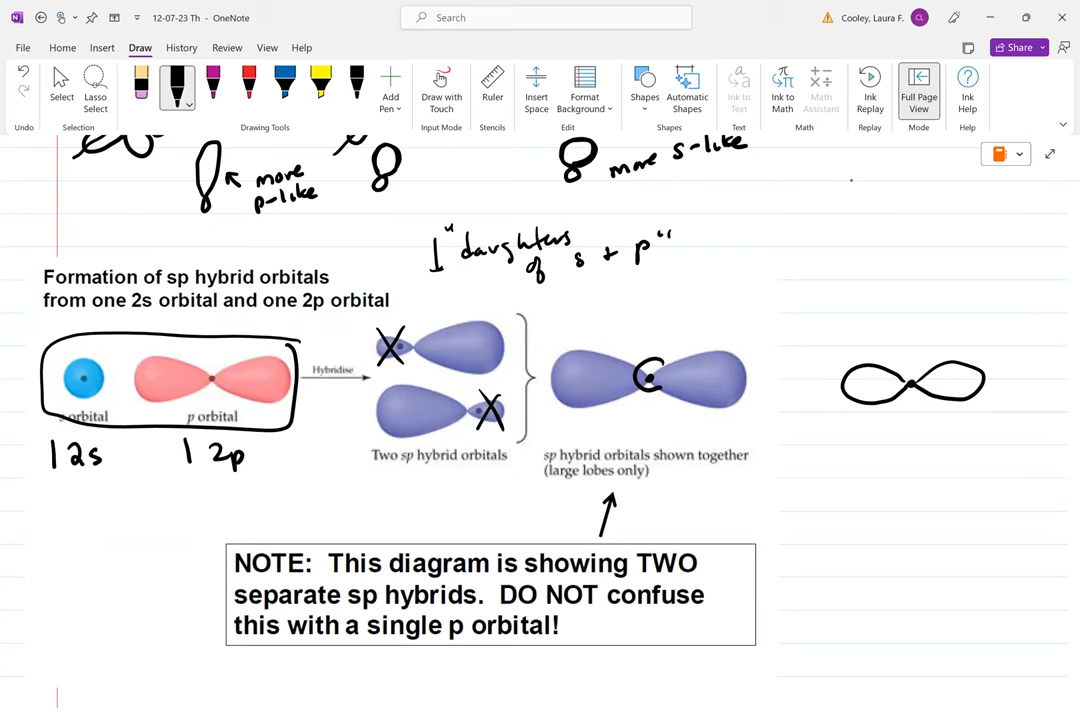 12-07-23 Th - OneNote
Search
Cooley, Laura F.
CL
File Home Insert Draw History Review View Help
Share
Undo
Select
Lasso Select
Selection
Add Pen
Drawing Tools
Draw with Touch
Input Mode
Ruler
Stencils
Insert Space
Format Background
Edit
Shapes
Automatic Shapes
Shapes
Ink to Text
Text
Ink to Math
Math Assistant
Math
Ink Replay
Replay
Full Page View
Mode
Ink Help
Help
more p-like
more s-like
"daughters of s + p"
Formation of sp hybrid orbitals
from one 2s orbital and one 2p orbital
Hybridise
orbital
p orbital
1 2s
1 2p
Two sp hybrid orbitals
sp hybrid orbitals shown together
(large lobes only)
C
NOTE: This diagram is showing TWO
separate sp hybrids. DO NOT confuse
this with a single p orbital!